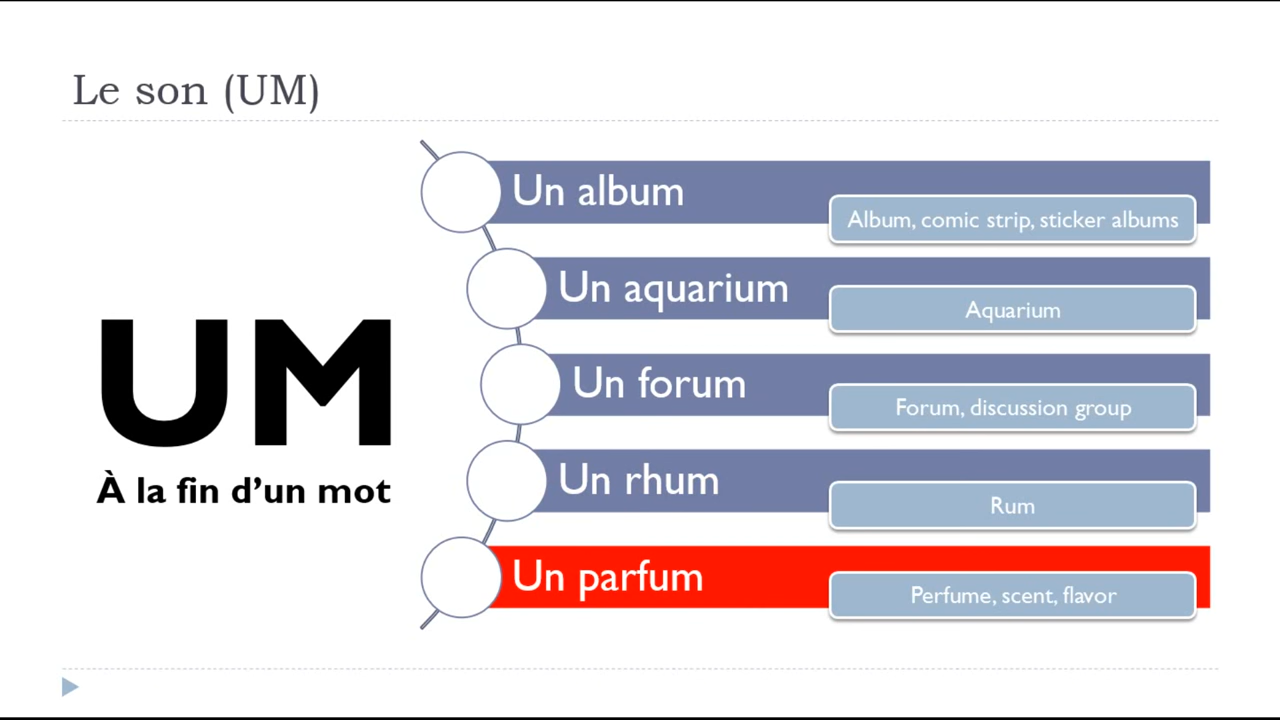 Le son (UM)
UM
À la fin d’un mot
Un album
Album, comic strip, sticker albums
Un aquarium
Aquarium
Un forum
Forum, discussion group
Un rhum
Rum
Un parfum
Perfume, scent, flavor